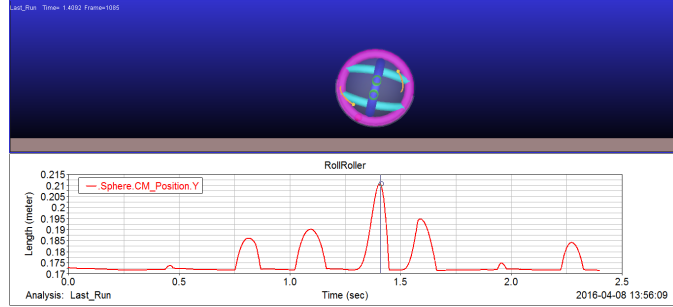 Last_Run Time= 1.4092 Frame=1085
RollRoller
0.215
0.21
0.205
0.2
0.195
0.19
0.185
0.18
0.175
0.17
Length (meter)
.Sphere.CM_Position.Y
0.0 0.5 1.0 1.5 2.0 2.5
Analysis: Last_Run Time (sec) 2016-04-08 13:56:09